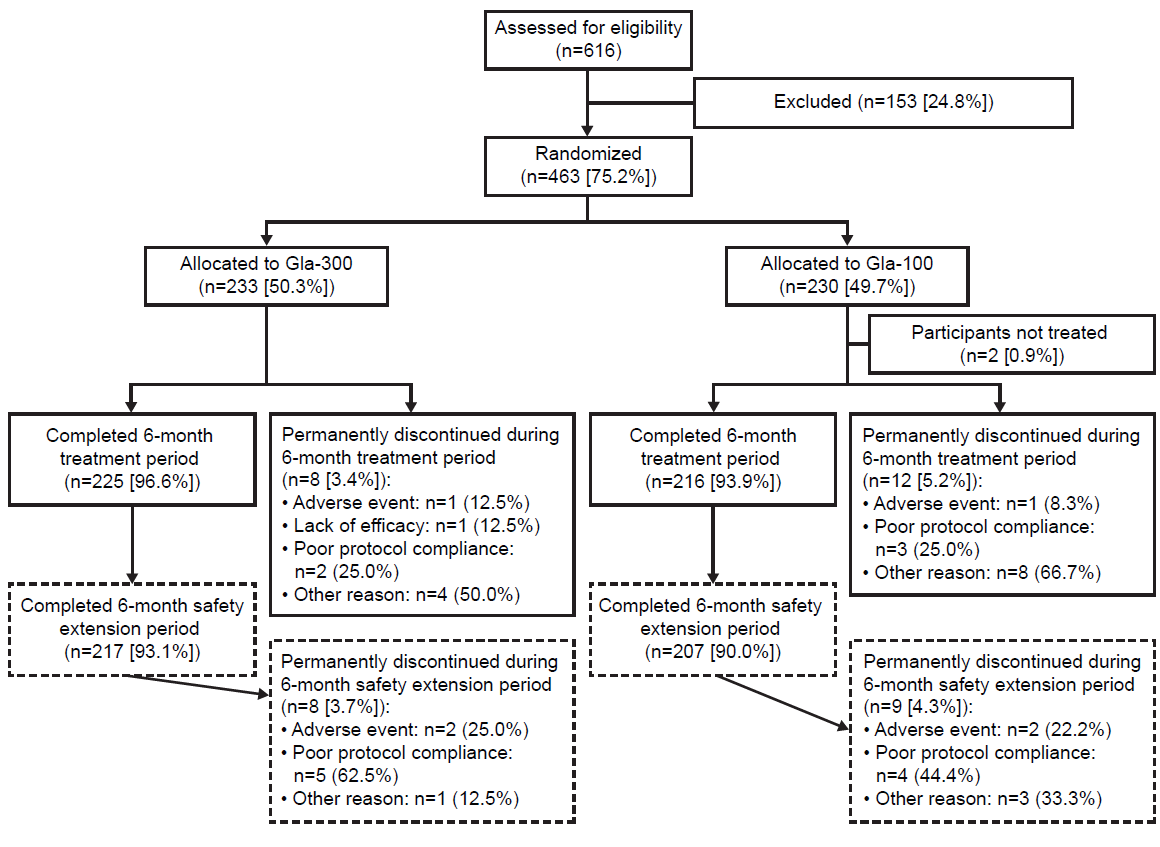 Assessed for eligibility
(n=616)
Excluded (n=153 [24.8%])
Randomized
(n=463 [75.2%])
Allocated to Gla-300
(n=233 [50.3%])
Allocated to Gla-100
(n=230 [49.7%])
Participants not treated
(n=2 [0.9%])
Completed 6-month
treatment period
(n=225 [96.6%])
Permanently discontinued during
6-month treatment period
(n=8 [3.4%]):
• Adverse event: n=1 (12.5%)
• Lack of efficacy: n=1 (12.5%)
• Poor protocol compliance:
n=2 (25.0%)
• Other reason: n=4 (50.0%)
Completed 6-month
treatment period
(n=216 [93.9%])
Permanently discontinued during
6-month treatment period
(n=12 [5.2%]):
• Adverse event: n=1 (8.3%)
• Poor protocol compliance:
n=3 (25.0%)
• Other reason: n=8 (66.7%)
Completed 6-month safety
extension period
(n=217 [93.1%])
Permanently discontinued during
6-month safety extension period
(n=8 [3.7%]):
• Adverse event: n=2 (25.0%)
• Poor protocol compliance:
n=5 (62.5%)
• Other reason: n=1 (12.5%)
Completed 6-month safety
extension period
(n=207 [90.0%])
Permanently discontinued during
6-month safety extension period
(n=9 [4.3%]):
• Adverse event: n=2 (22.2%)
• Poor protocol compliance:
n=4 (44.4%)
• Other reason: n=3 (33.3%)